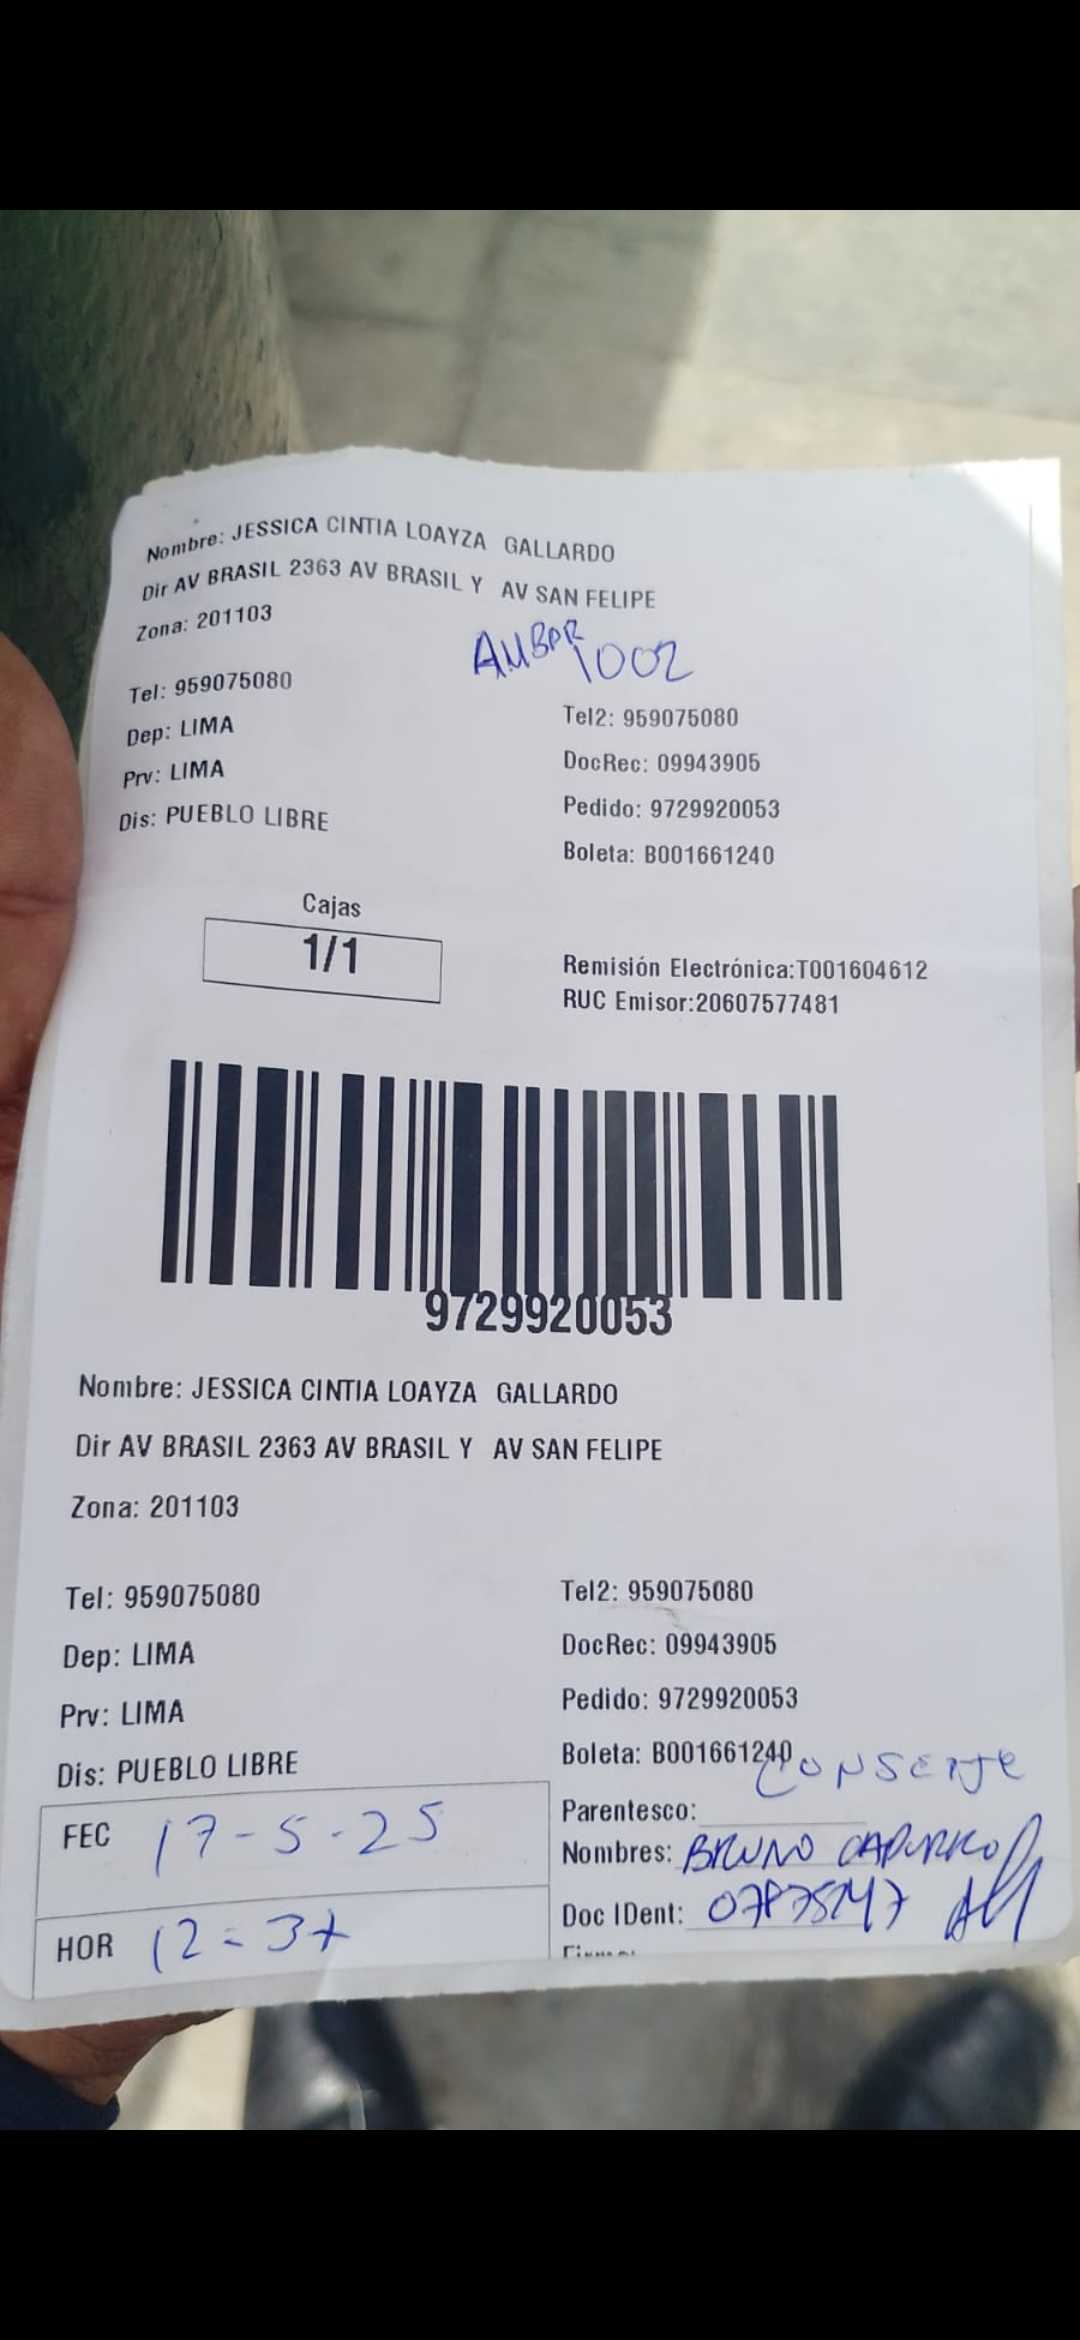 Nombre: JESSICA CINTIA LOAYZA GALLARDO
Dir AV BRASIL 2363 AV BRASIL Y AV SAN FELIPE
Zona: 201103
AMBAR 1002
Tel: 959075080
Tel2: 959075080
Dep: LIMA
DocRec: 09943905
Prv: LIMA
Pedido: 9729920053
Dis: PUEBLO LIBRE
Boleta: B001661240
Cajas
1/1
Remisión Electrónica:T001604612
RUC Emisor:20607577481
9729920053
Nombre: JESSICA CINTIA LOAYZA GALLARDO
Dir AV BRASIL 2363 AV BRASIL Y AV SAN FELIPE
Zona: 201103
Tel: 959075080
Tel2: 959075080
Dep: LIMA
DocRec: 09943905
Prv: LIMA
Pedido: 9729920053
Dis: PUEBLO LIBRE
Boleta: B001661240
CONSERJE
Parentesco:
FEC 17-5-25
Nombres: BRUNO CAPURRO
Doc IDent:
HOR